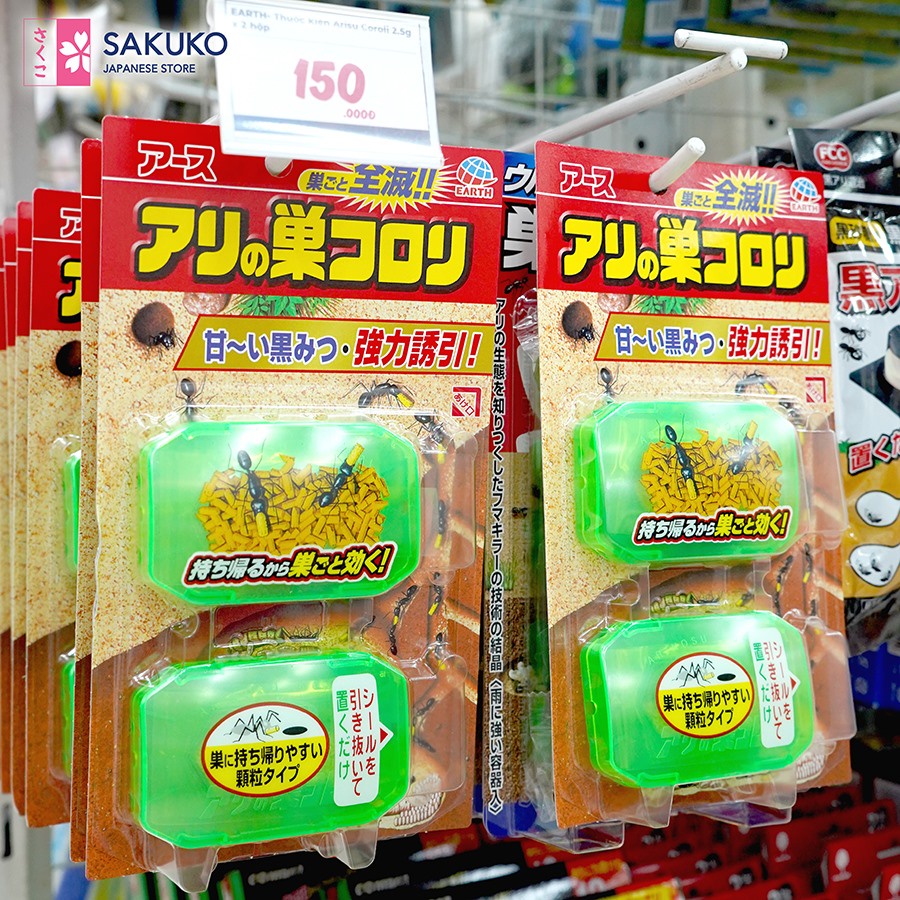 さくこ
SAKUKO
JAPANESE STORE
EARTH- Thuốc kiến Arisu Coroli 2.5g
x 2 hộp
150
.000Đ
アース
巣ごと全滅!!
EARTH
アリの巣コロリ
甘〜い黒みつ・強力誘引!
あけ口
持ち帰るから巣ごと効く!
巣に持ち帰りやすい
顆粒タイプ
シールを
引き抜いて
置くだけ
アリの生態を知りつくしたフマキラーの技術の結晶〈雨に強い容器入〉
アース
巣ごと全滅!!
EARTH
アリの巣コロリ
甘〜い黒みつ・強力誘引!
あけ口
持ち帰るから巣ごと効く!
巣に持ち帰りやすい
顆粒タイプ
シールを
引き抜いて
置くだけ
FCC
黒ア
置くだ